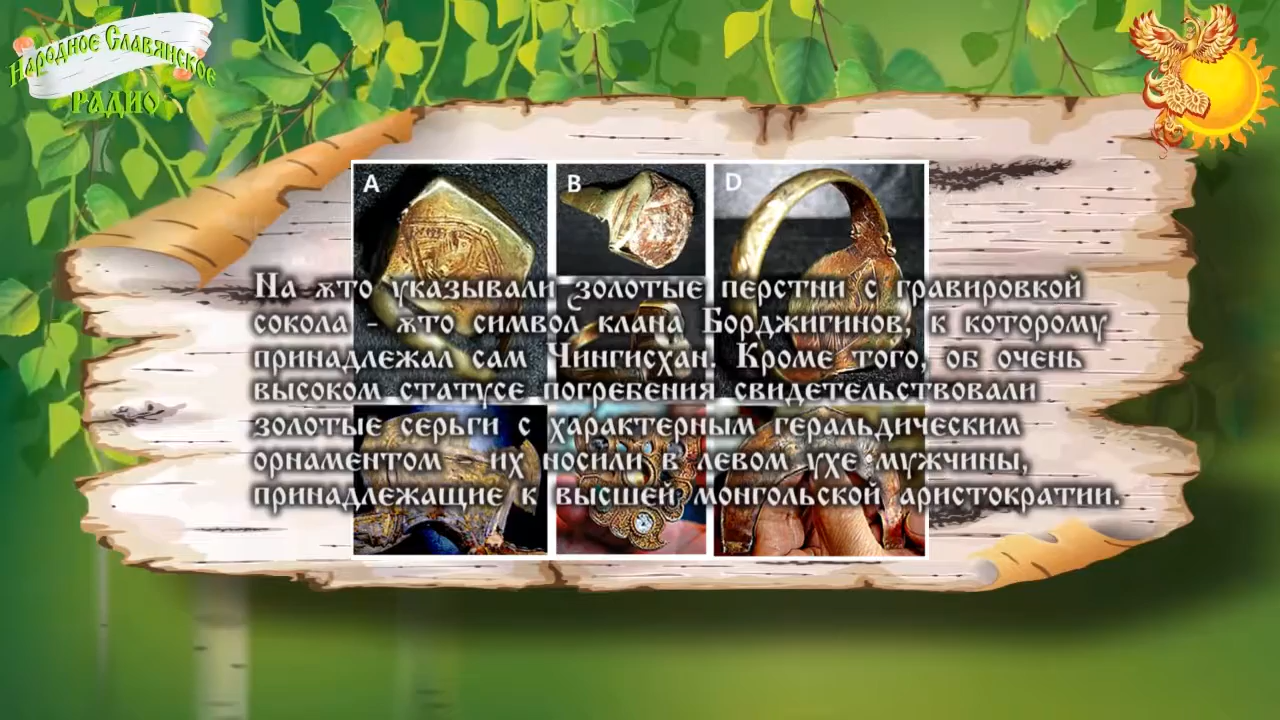 Народное Славянское
РАДИО
A
B
D
На ѫто указывали золотые перстни с гравировкой
сокола - ѫто символ клана Борджигинов, к которому
принадлежал сам Чингисхан. Кроме того, об очень
высоком статусе погребения свидетельствовали
золотые серьги с характерным геральдическим
орнаментом - их носили в левом ухе мужчины,
принадлежащие к высшей монгольской аристократии.